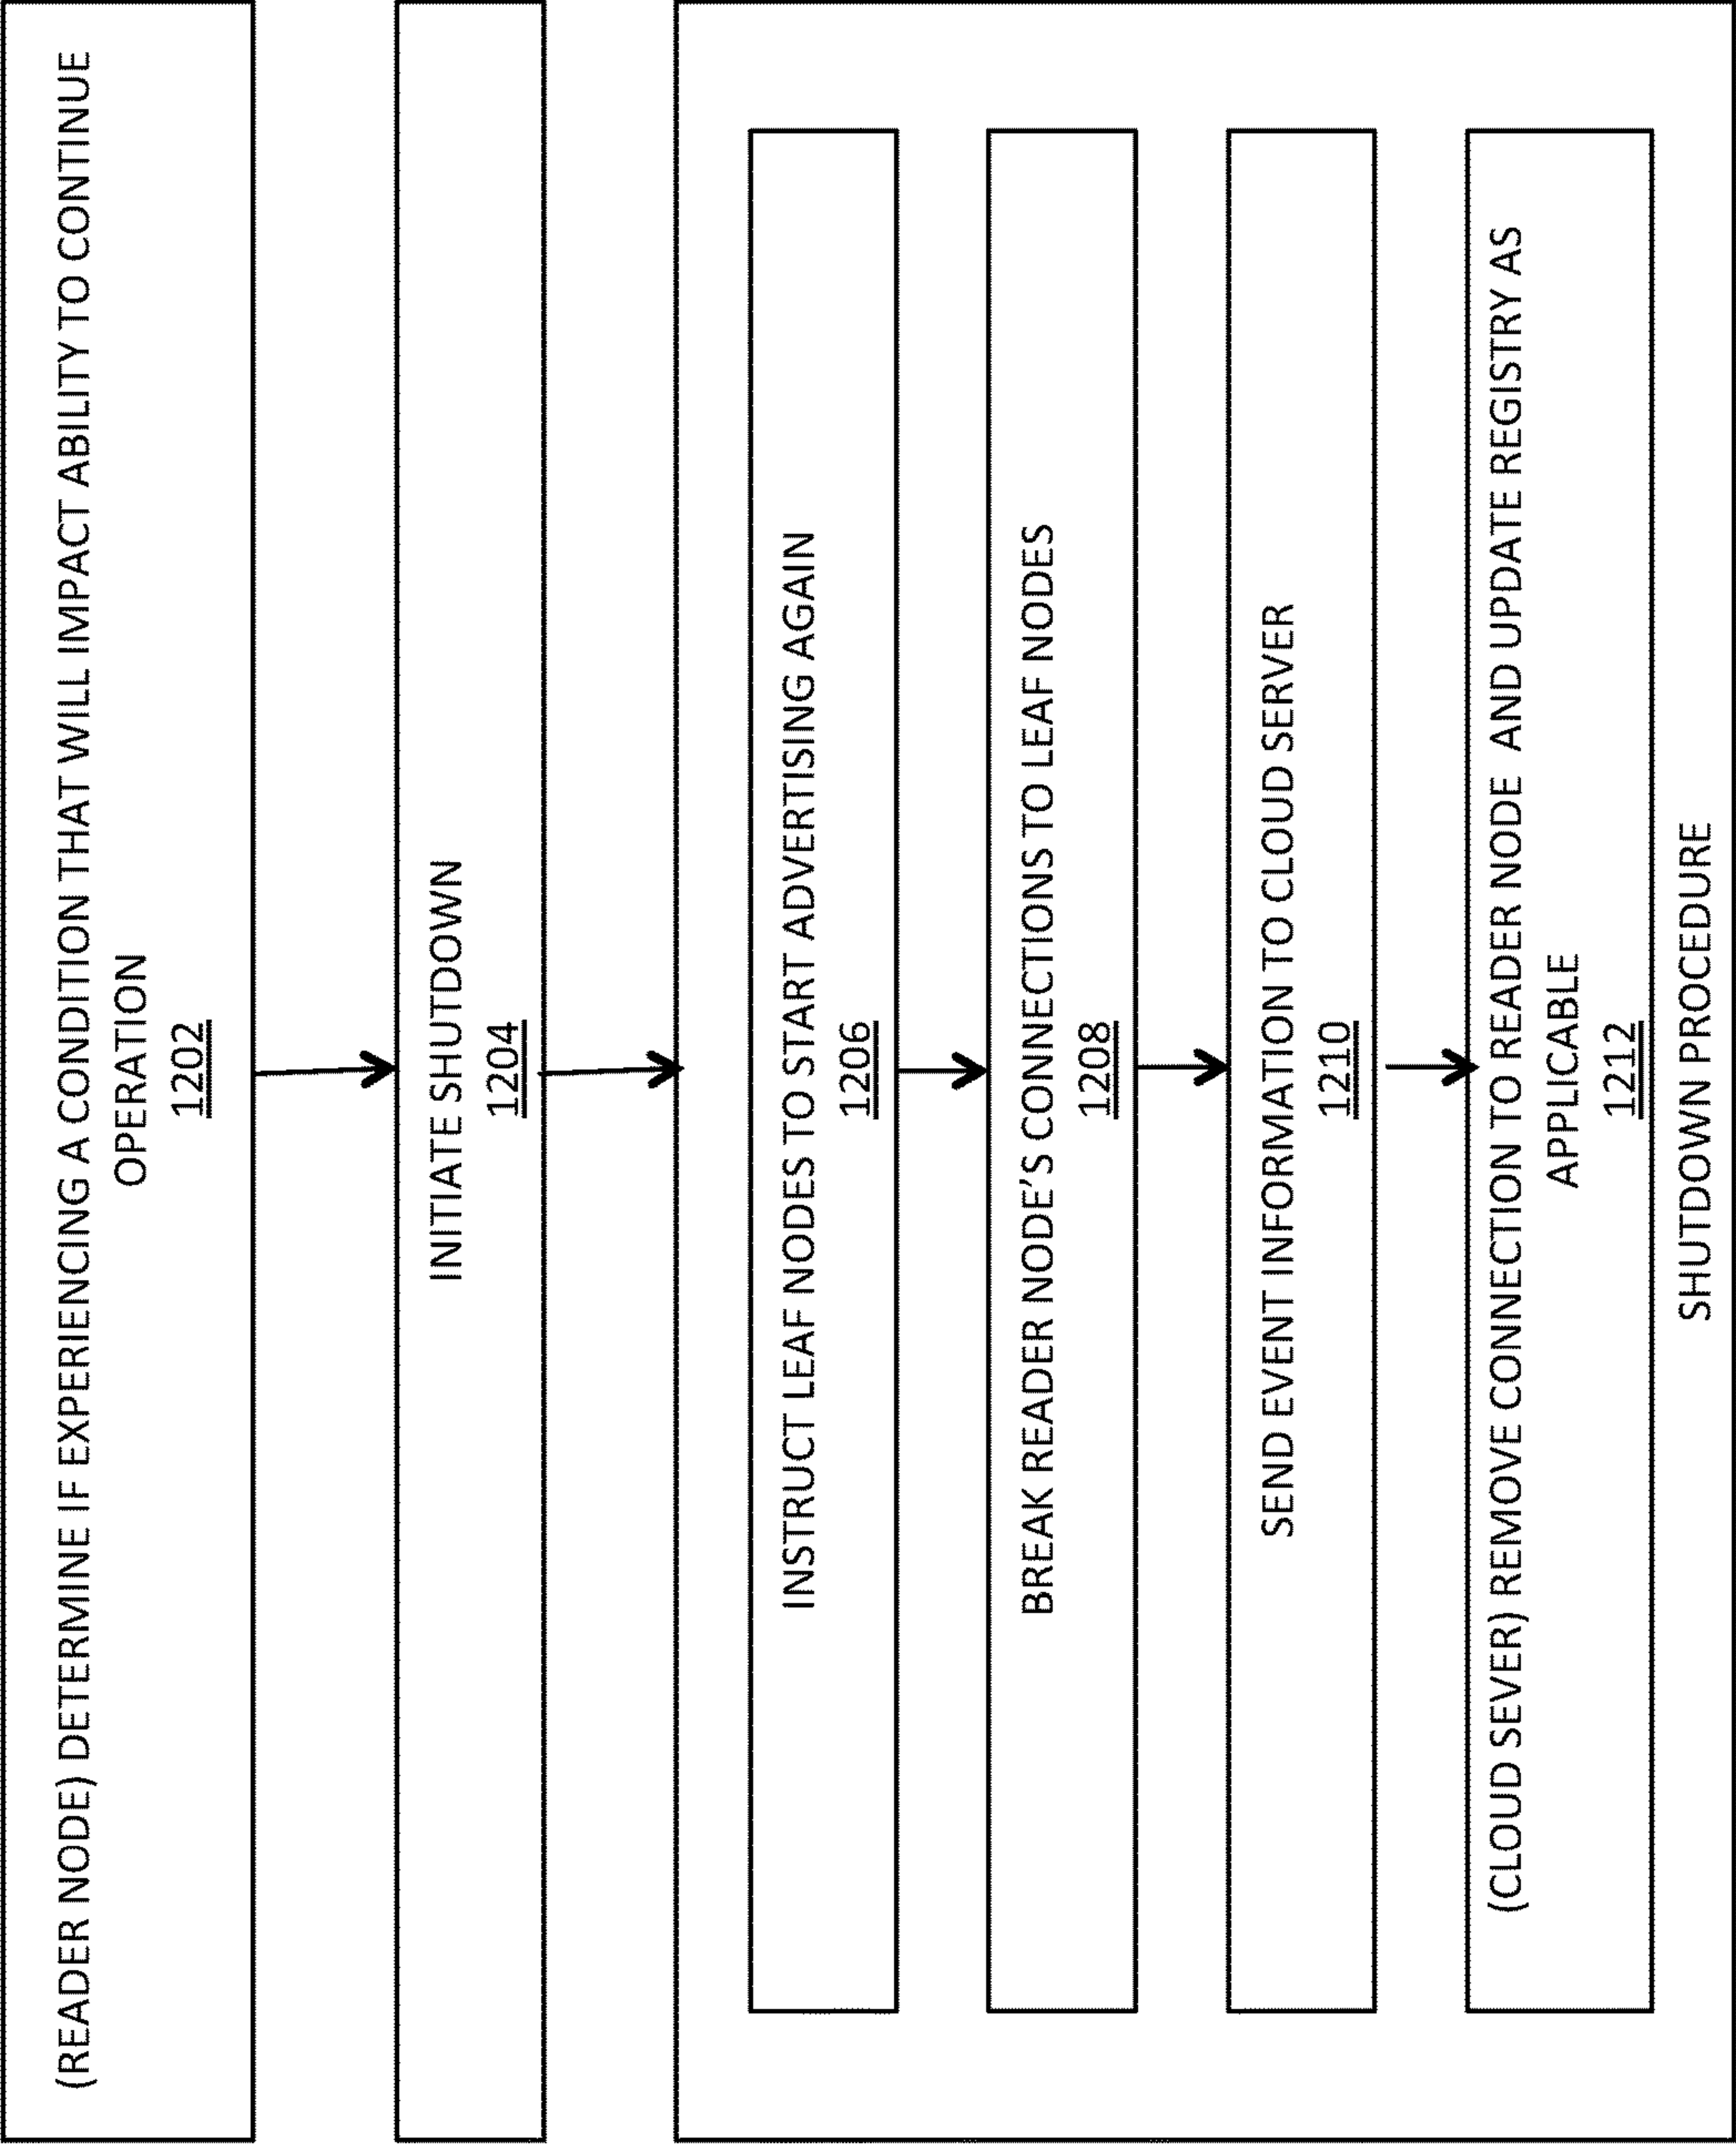 (READER NODE) DETERMINE IF EXPERIENCING A CONDITION THAT WILL IMPACT ABILITY TO CONTINUE
OPERATION
1202
INITIATE SHUTDOWN
1204
INSTRUCT LEAF NODES TO START ADVERTISING AGAIN
1206
BREAK READER NODE'S CONNECTIONS TO LEAF NODES
1208
SEND EVENT INFORMATION TO CLOUD SERVER
1210
(CLOUD SEVER) REMOVE CONNECTION TO READER NODE AND UPDATE REGISTRY AS
APPLICABLE
1212
SHUTDOWN PROCEDURE